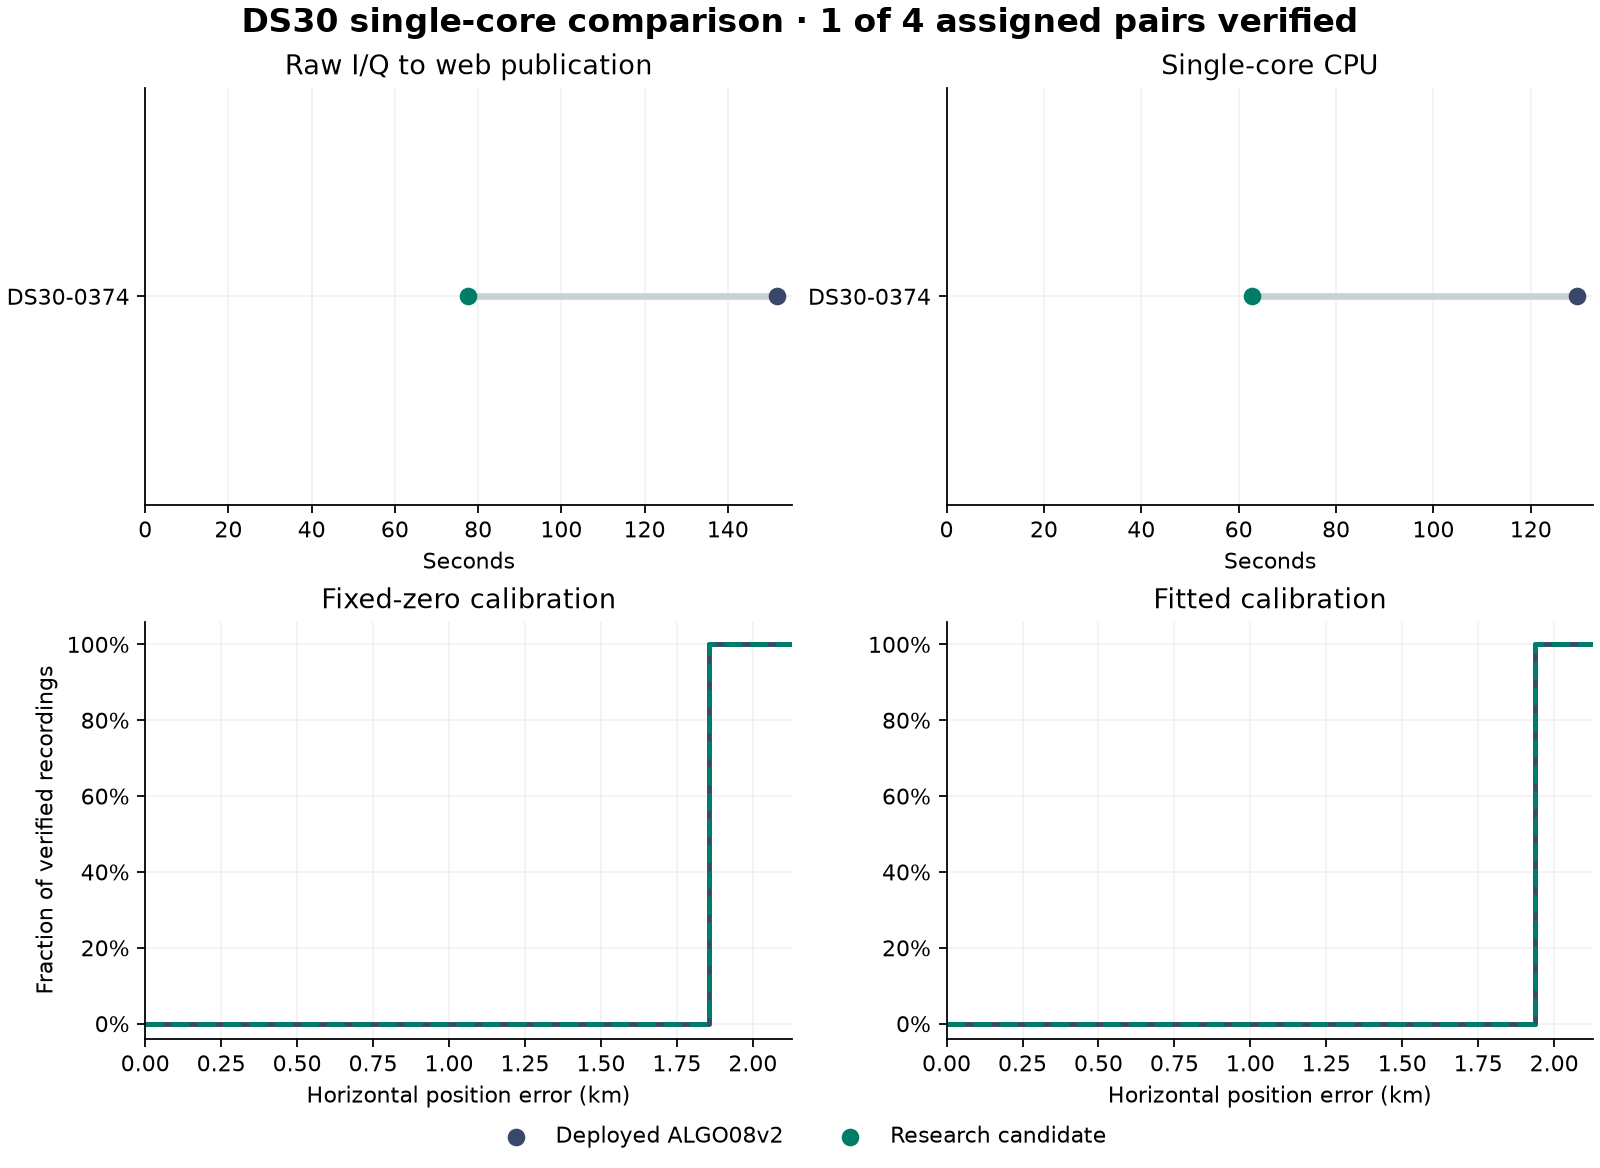 DS30 single-core comparison · 1 of 4 assigned pairs verified
Raw I/Q to web publication
DS30-0374
0 20 40 60 80 100 120 140
Seconds
Single-core CPU
DS30-0374
0 20 40 60 80 100 120
Seconds
Fixed-zero calibration
Fraction of verified recordings
100%
80%
60%
40%
20%
0%
0.00 0.25 0.50 0.75 1.00 1.25 1.50 1.75 2.00
Horizontal position error (km)
Fitted calibration
100%
80%
60%
40%
20%
0%
0.00 0.25 0.50 0.75 1.00 1.25 1.50 1.75 2.00
Horizontal position error (km)
Deployed ALGO08v2 Research candidate